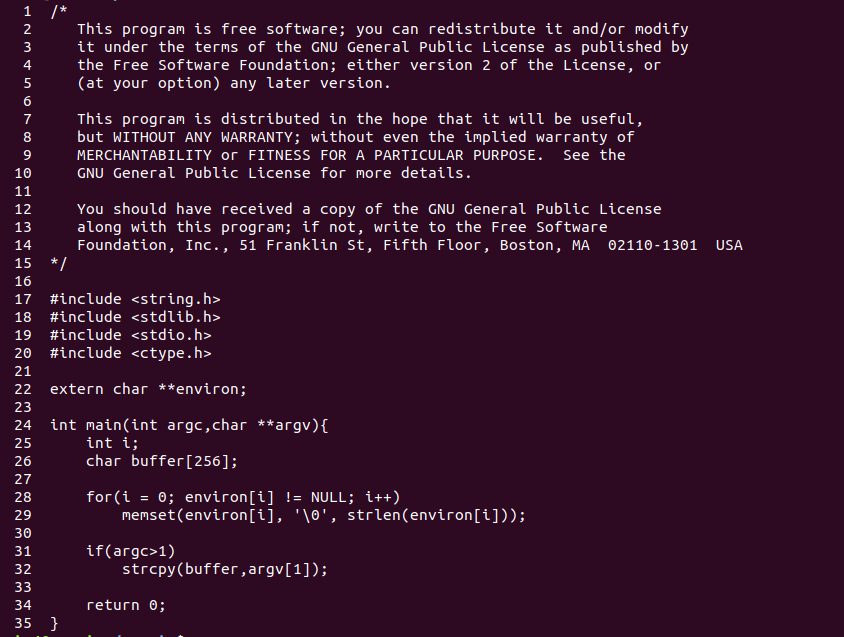 1 /*
2    This program is free software; you can redistribute it and/or modify
3    it under the terms of the GNU General Public License as published by
4    the Free Software Foundation; either version 2 of the License, or
5    (at your option) any later version.
6
7    This program is distributed in the hope that it will be useful,
8    but WITHOUT ANY WARRANTY; without even the implied warranty of
9    MERCHANTABILITY or FITNESS FOR A PARTICULAR PURPOSE.  See the
10    GNU General Public License for more details.
11
12    You should have received a copy of the GNU General Public License
13    along with this program; if not, write to the Free Software
14    Foundation, Inc., 51 Franklin St, Fifth Floor, Boston, MA  02110-1301  USA
15 */
16
17 #include <string.h>
18 #include <stdlib.h>
19 #include <stdio.h>
20 #include <ctype.h>
21
22 extern char **environ;
23
24 int main(int argc,char **argv){
25     int i;
26     char buffer[256];
27
28     for(i = 0; environ[i] != NULL; i++)
29         memset(environ[i], '\0', strlen(environ[i]));
30
31     if(argc>1)
32         strcpy(buffer,argv[1]);
33
34     return 0;
35 }